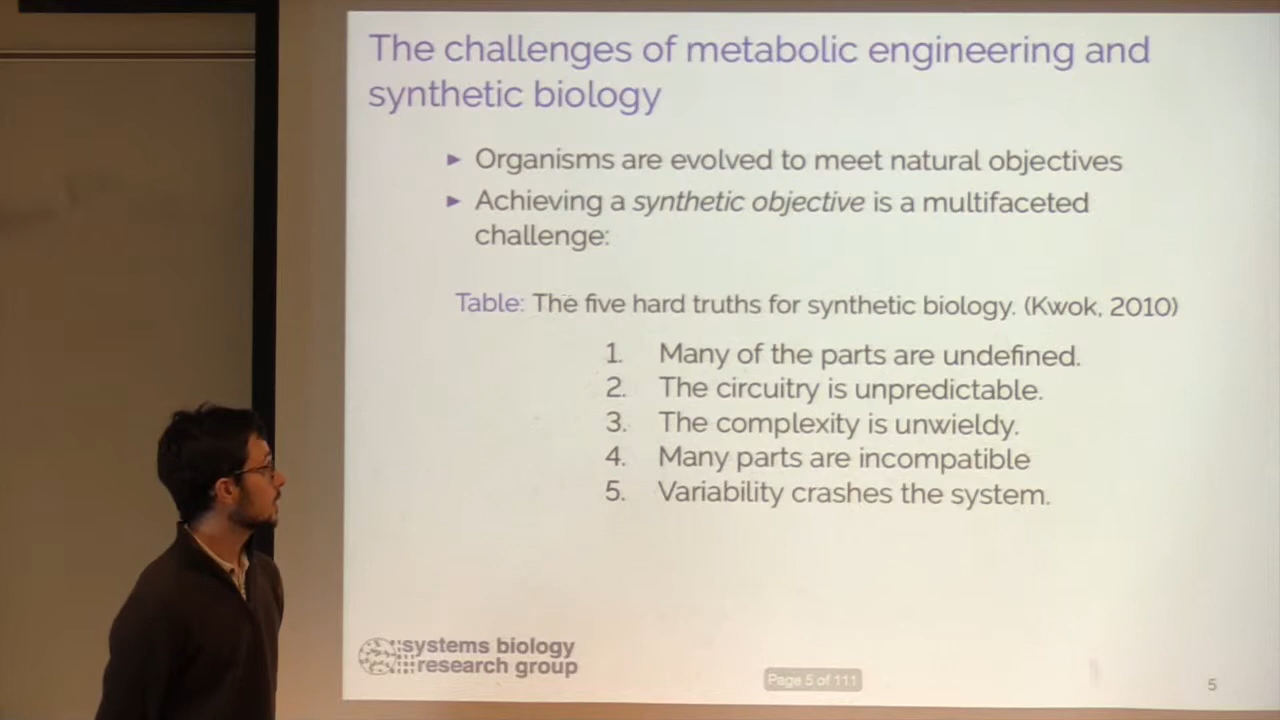 The challenges of metabolic engineering and
synthetic biology
▶ Organisms are evolved to meet natural objectives
▶ Achieving a synthetic objective is a multifaceted
challenge:
Table: The five hard truths for synthetic biology. (Kwok, 2010)
1. Many of the parts are undefined.
2. The circuitry is unpredictable.
3. The complexity is unwieldy.
4. Many parts are incompatible
5. Variability crashes the system.
systems biology
research group
Page 5 of 111
5